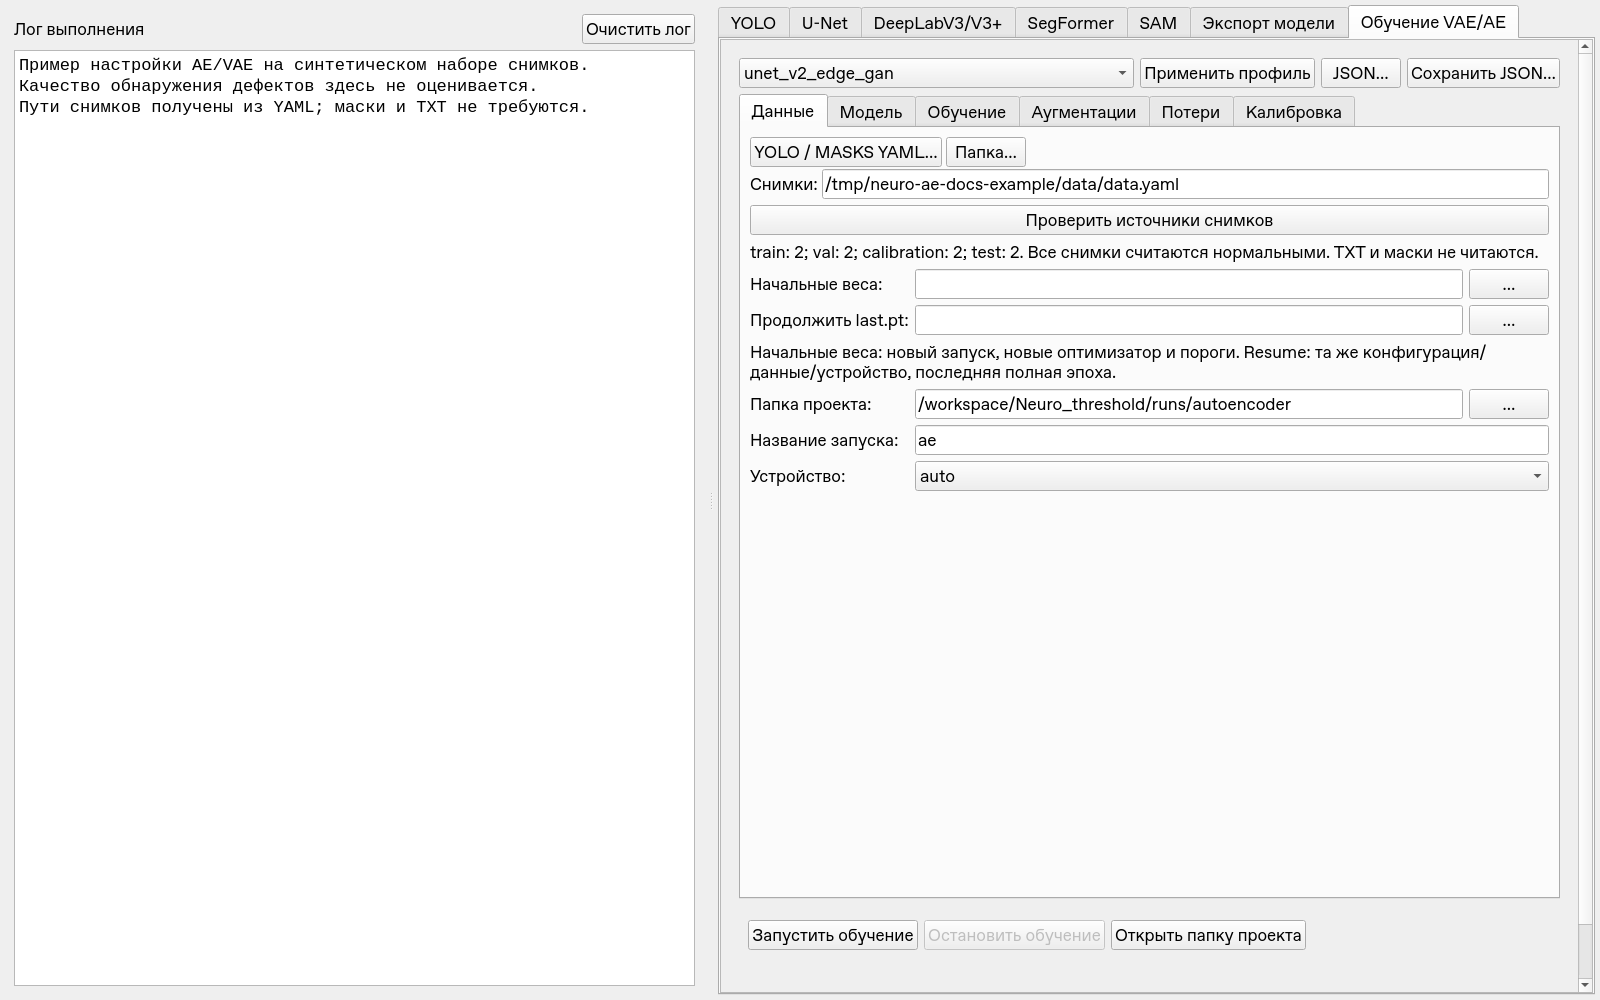 Лог выполнения
Очистить лог
Пример настройки AE/VAE на синтетическом наборе снимков.
Качество обнаружения дефектов здесь не оценивается.
Пути снимков получены из YAML; маски и TXT не требуются.
YOLO
U-Net
DeepLabV3/V3+
SegFormer
SAM
Экспорт модели
Обучение VAE/AE
unet_v2_edge_gan
Применить профиль
JSON...
Сохранить JSON...
Данные
Модель
Обучение
Аугментации
Потери
Калибровка
YOLO / MASKS YAML...
Папка...
Снимки: /tmp/neuro-ae-docs-example/data/data.yaml
Проверить источники снимков
train: 2; val: 2; calibration: 2; test: 2. Все снимки считаются нормальными. TXT и маски не читаются.
Начальные веса:
...
Продолжить last.pt:
...
Начальные веса: новый запуск, новые оптимизатор и пороги. Resume: та же конфигурация/
данные/устройство, последняя полная эпоха.
Папка проекта: /workspace/Neuro_threshold/runs/autoencoder
...
Название запуска: ae
Устройство: auto
Запустить обучение
Остановить обучение
Открыть папку проекта